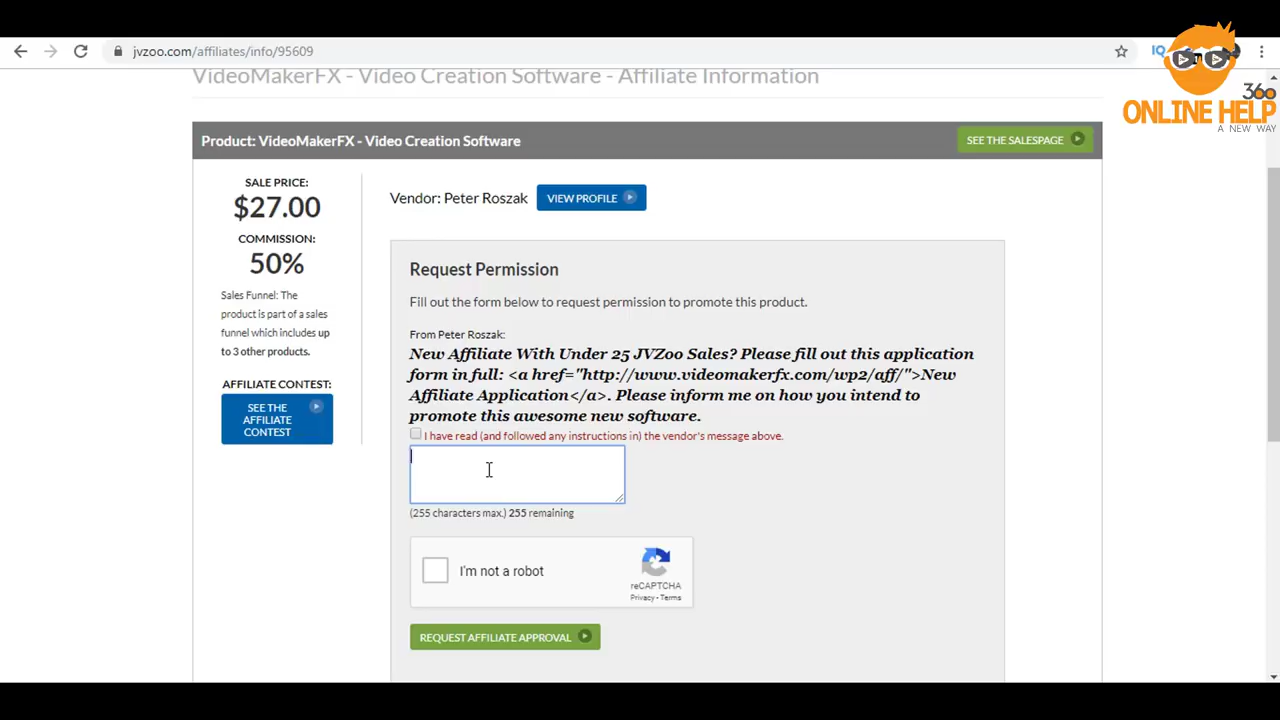 jvzoo.com/affiliates/info/95609
IQ
360
ONLINE HELP
A NEW WAY
VideoMakerFX - Video Creation Software - Affiliate Information
Product: VideoMakerFX - Video Creation Software
SEE THE SALESPAGE
SALE PRICE:
$27.00
COMMISSION:
50%
Sales Funnel: The
product is part of a sales
funnel which includes up
to 3 other products.
AFFILIATE CONTEST:
SEE THE
AFFILIATE
CONTEST
Vendor: Peter Roszak
VIEW PROFILE
Request Permission
Fill out the form below to request permission to promote this product.
From Peter Roszak:
New Affiliate With Under 25 JVZoo Sales? Please fill out this application
form in full: <a href="http://www.videomakerfx.com/wp2/aff/">New
Affiliate Application</a>. Please inform me on how you intend to
promote this awesome new software.
I have read (and followed any instructions in) the vendor's message above.
(255 characters max.) 255 remaining
I'm not a robot
reCAPTCHA
Privacy - Terms
REQUEST AFFILIATE APPROVAL